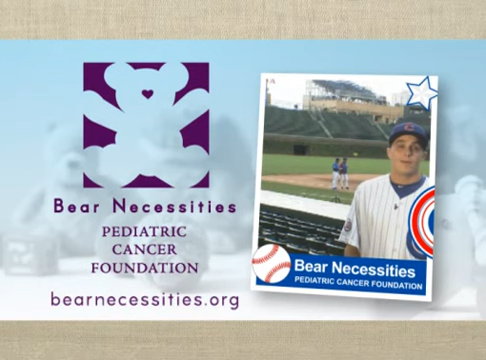 Bear Necessities
PEDIATRIC
CANCER
FOUNDATION
bearnecessities.org
Bear Necessities
PEDIATRIC CANCER FOUNDATION